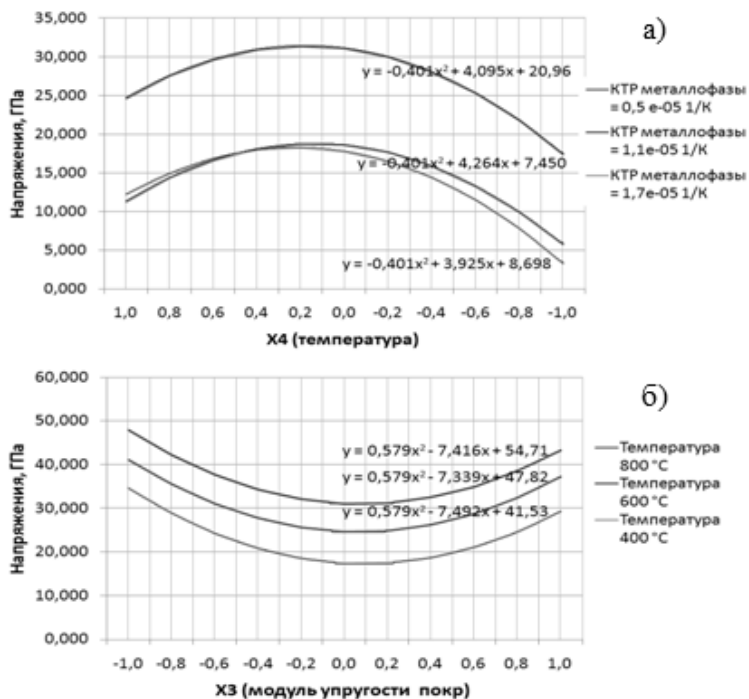 а)
35,000
30,000
25,000
20,000
15,000
10,000
5,000
0,000
Напряжения, ГПа
y = -0,401x² + 4,095x + 20,96
y = -0,401x² + 4,264x + 7,450
y = -0,401x² + 3,925x + 8,698
1,0 0,8 0,6 0,4 0,2 0,0 -0,2 -0,4 -0,6 -0,8 -1,0
X4 (температура)
КТР металлофазы
= 0,5 e-05 1/К
КТР металлофазы
= 1,1e-05 1/К
КТР металлофазы
= 1,7e-05 1/К
б)
60,000
50,000
40,000
30,000
20,000
10,000
0,000
Напряжения, ГПа
y = 0,579x² - 7,416x + 54,71
y = 0,579x² - 7,339x + 47,82
y = 0,579x² - 7,492x + 41,53
-1,0 -0,8 -0,6 -0,4 -0,2 0,0 0,2 0,4 0,6 0,8 1,0
X3 (модуль упругости покр)
Температура
800 °С
Температура
600 °С
Температура
400 °С